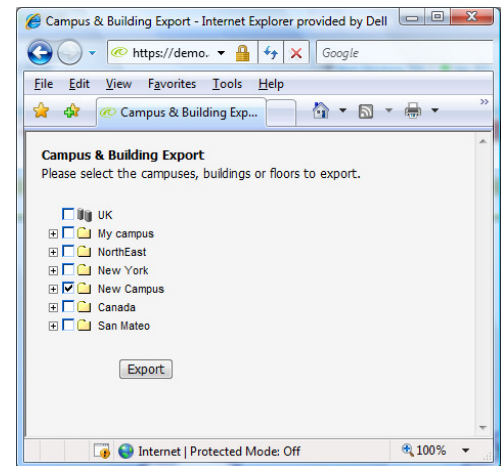 Campus & Building Export - Internet Explorer provided by Dell
https://demo.
Google
File Edit View Favorites Tools Help
Campus & Building Exp...
Campus & Building Export
Please select the campuses, buildings or floors to export.
UK
My campus
NorthEast
New York
New Campus
Canada
San Mateo
Export
Internet | Protected Mode: Off
100%